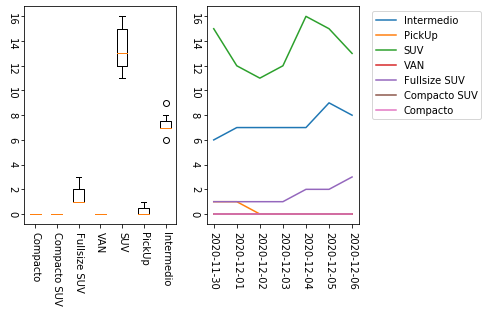 16
14
12
10
8
6
4
2
0
Compacto
Compacto SUV
Fullsize SUV
VAN
SUV
PickUp
Intermedio
16
14
12
10
8
6
4
2
0
2020-11-30
2020-12-01
2020-12-02
2020-12-03
2020-12-04
2020-12-05
2020-12-06
Intermedio
PickUp
SUV
VAN
Fullsize SUV
Compacto SUV
Compacto